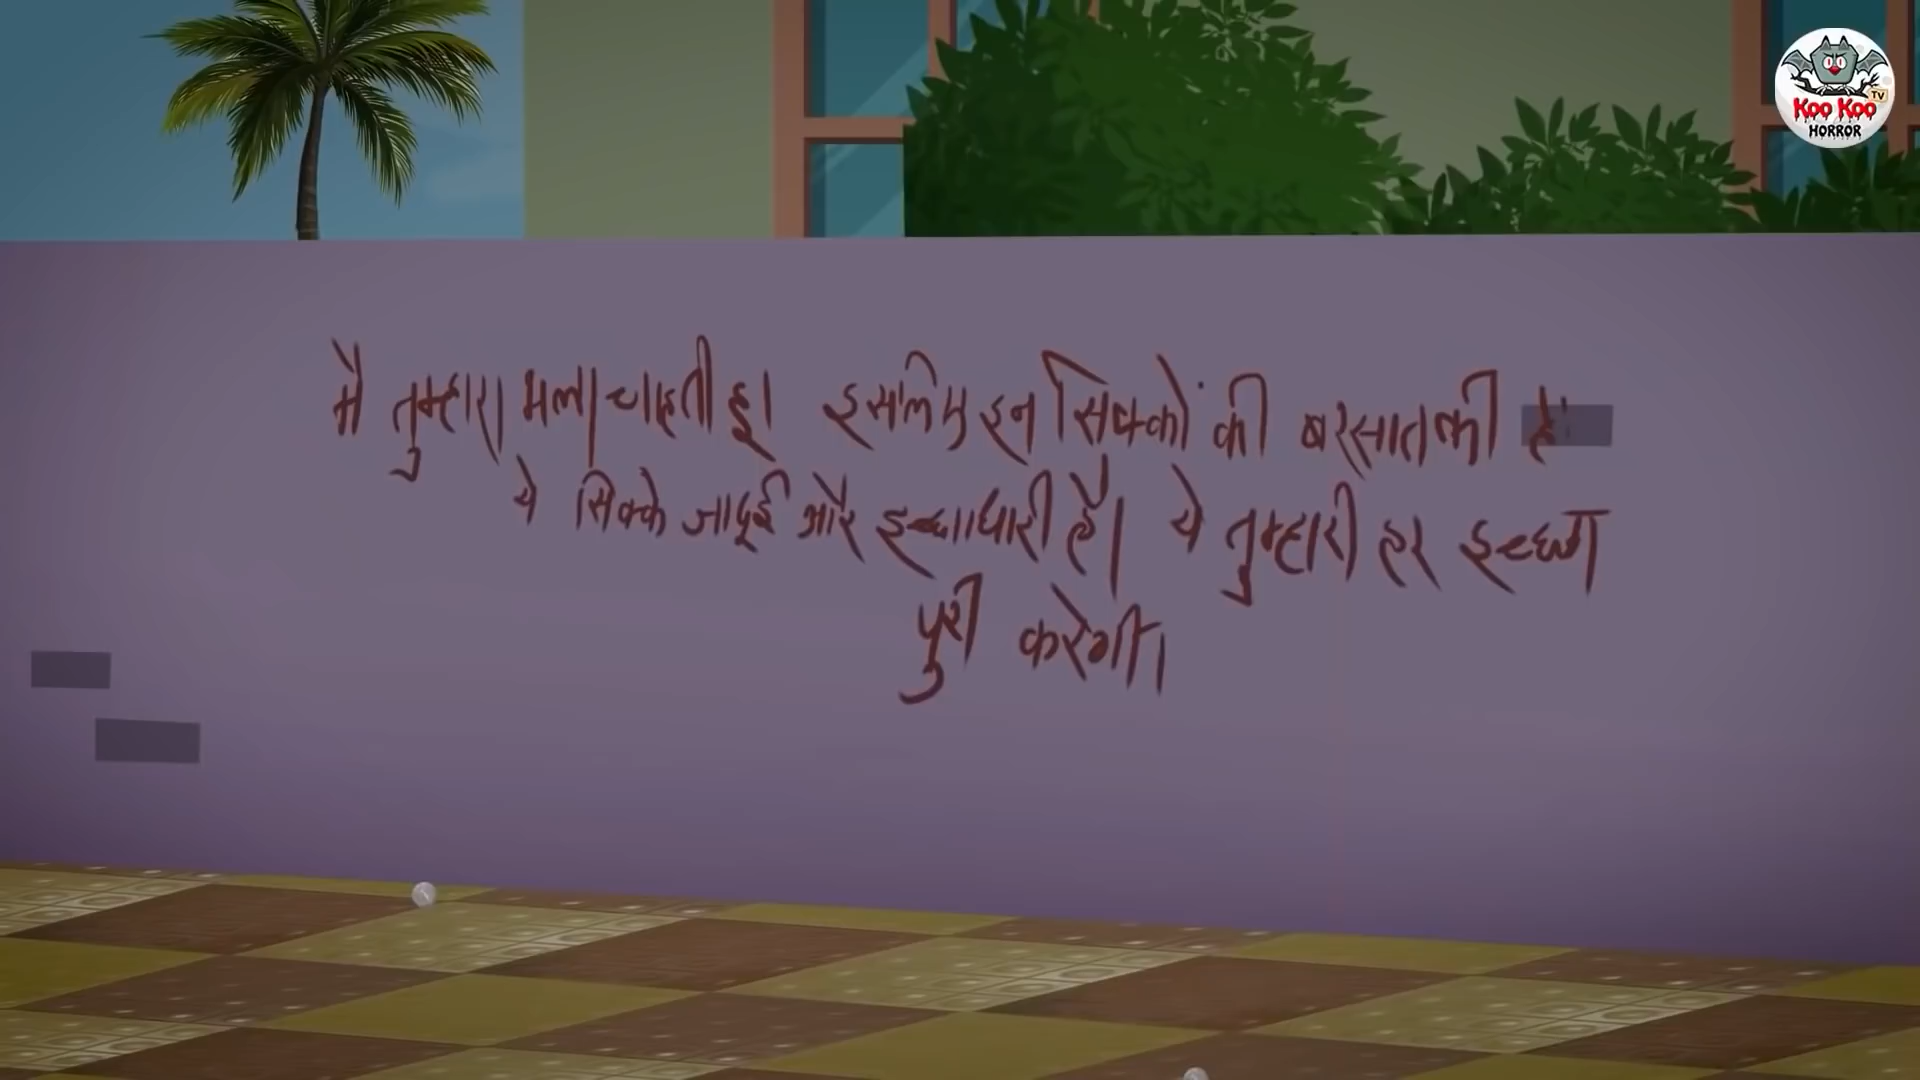 मै तुम्हारा भला चाहती हू। इसलिए इन सिक्कों की बरसात की है
ये सिक्के जादूई और इच्छाधारी है। ये तुम्हारी हर इच्छा
पुरी करेगी।
Koo Koo TV
HORROR